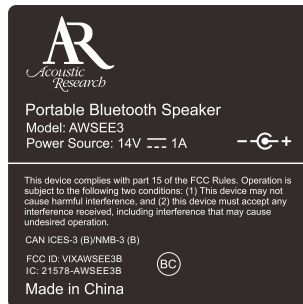 AR
Acoustic
Research
Portable Bluetooth Speaker
Model: AWSEE3
Power Source: 14V ⎓ 1A
This device complies with part 15 of the FCC Rules. Operation is
subject to the following two conditions: (1) This device may not
cause harmful interference, and (2) this device must accept any
interference received, including interference that may cause
undesired operation.
CAN ICES-3 (B)/NMB-3 (B)
FCC ID: VIXAWSEE3B
IC: 21578-AWSEE3B
BC
Made in China